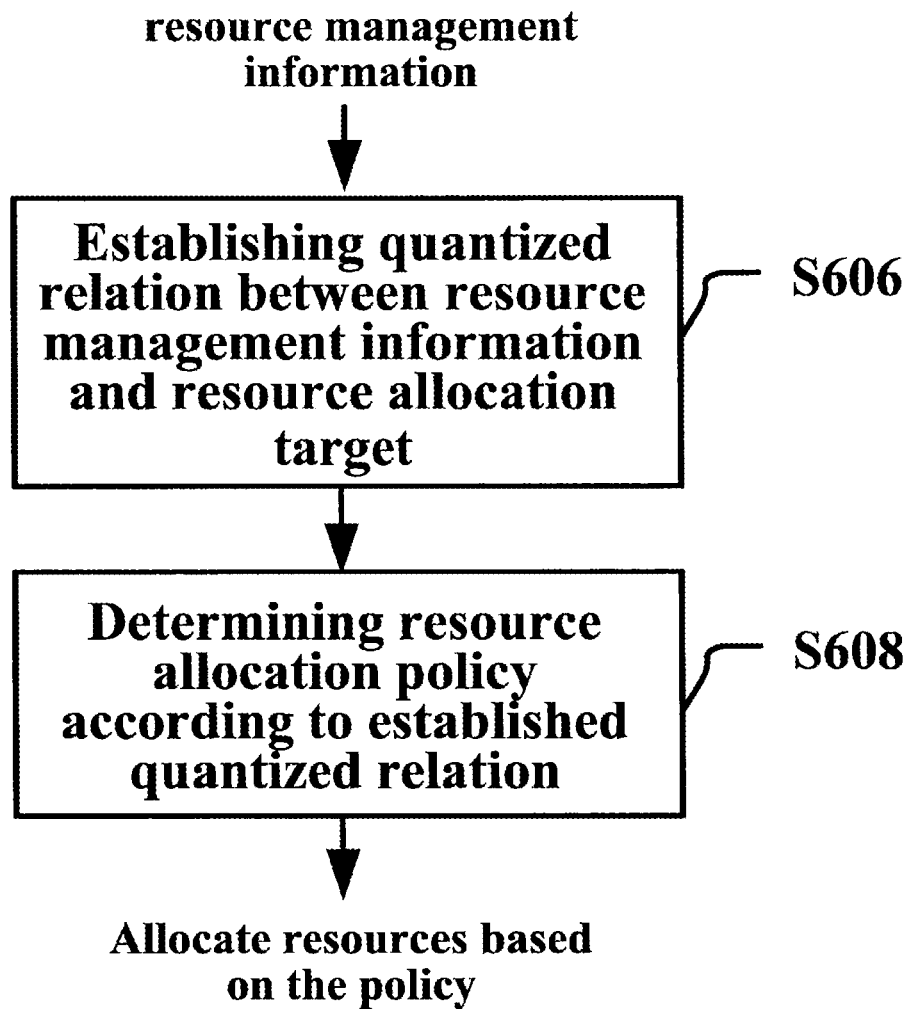 resource management
information
Establishing quantized
relation between resource
management information
and resource allocation
target
S606
Determining resource
allocation policy
according to established
quantized relation
S608
Allocate resources based
on the policy